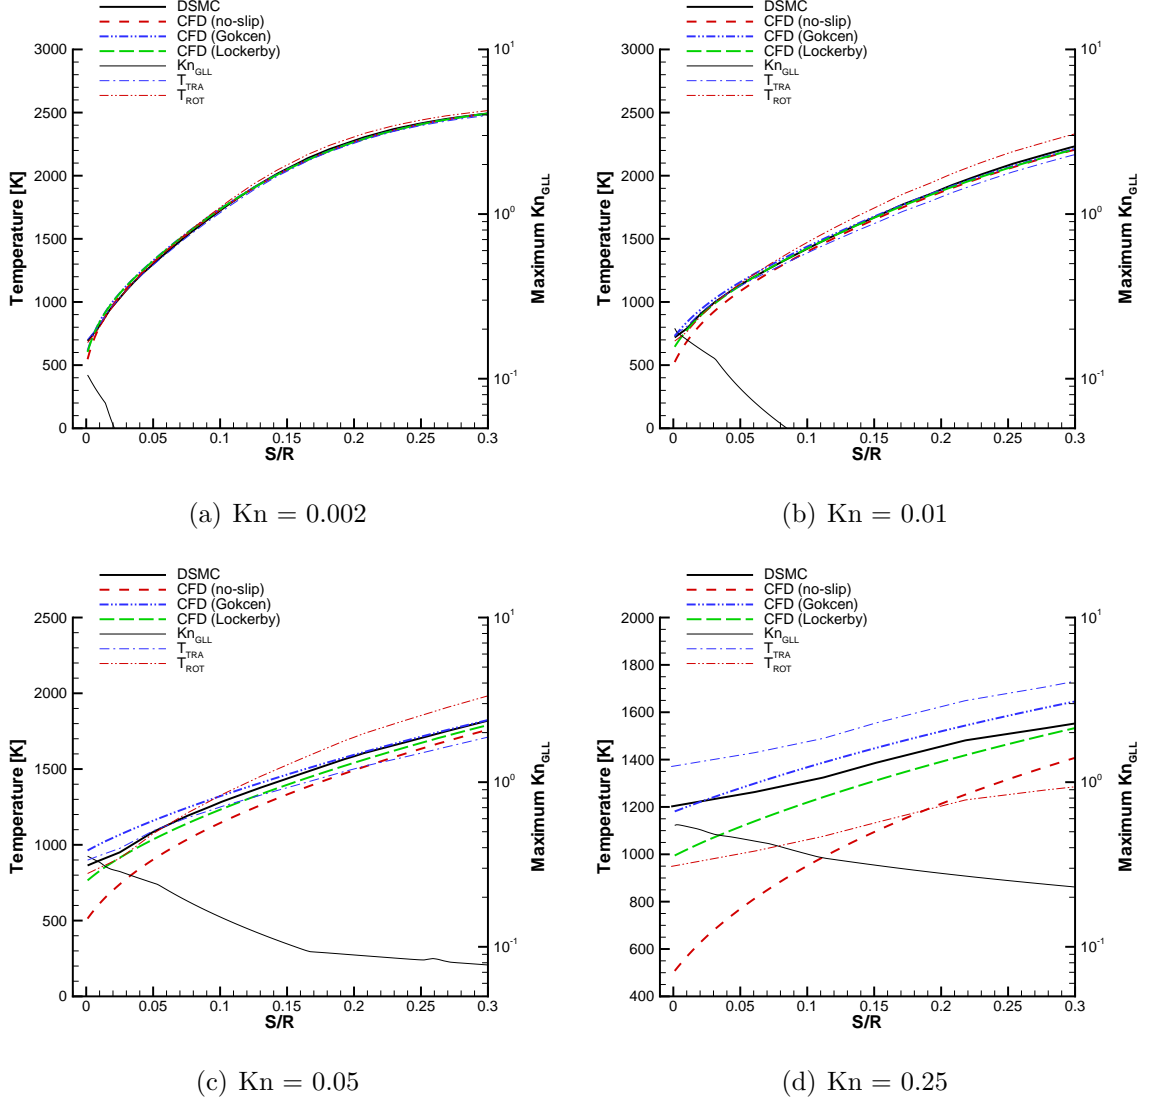 DSMC
CFD (no-slip)
CFD (Gokcen)
CFD (Lockerby)
Kn_GLL
T_TRA
T_ROT
Temperature [K]
3000
2500
2000
1500
1000
500
0
Maximum Kn_GLL
10^1
10^0
10^-1
0 0.05 0.1 0.15 0.2 0.25 0.3
S/R
(a) Kn = 0.002
DSMC
CFD (no-slip)
CFD (Gokcen)
CFD (Lockerby)
Kn_GLL
T_TRA
T_ROT
Temperature [K]
3000
2500
2000
1500
1000
500
0
Maximum Kn_GLL
10^1
10^0
10^-1
0 0.05 0.1 0.15 0.2 0.25 0.3
S/R
(b) Kn = 0.01
DSMC
CFD (no-slip)
CFD (Gokcen)
CFD (Lockerby)
Kn_GLL
T_TRA
T_ROT
Temperature [K]
2500
2000
1500
1000
500
0
Maximum Kn_GLL
10^1
10^0
10^-1
0 0.05 0.1 0.15 0.2 0.25 0.3
S/R
(c) Kn = 0.05
DSMC
CFD (no-slip)
CFD (Gokcen)
CFD (Lockerby)
Kn_GLL
T_TRA
T_ROT
Temperature [K]
2000
1800
1600
1400
1200
1000
800
600
400
Maximum Kn_GLL
10^1
10^0
10^-1
0 0.05 0.1 0.15 0.2 0.25 0.3
S/R
(d) Kn = 0.25